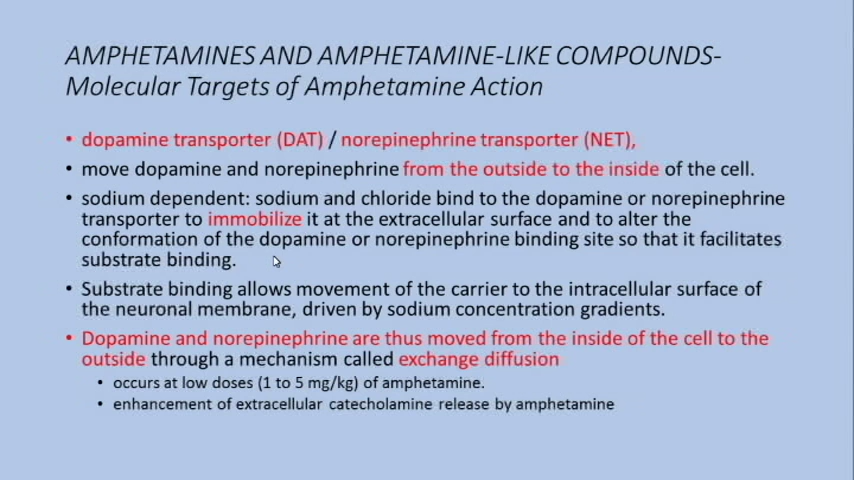 AMPHETAMINES AND AMPHETAMINE-LIKE COMPOUNDS-
Molecular Targets of Amphetamine Action
• dopamine transporter (DAT) / norepinephrine transporter (NET),
• move dopamine and norepinephrine from the outside to the inside of the cell.
• sodium dependent: sodium and chloride bind to the dopamine or norepinephrine
transporter to immobilize it at the extracellular surface and to alter the
conformation of the dopamine or norepinephrine binding site so that it facilitates
substrate binding.
• Substrate binding allows movement of the carrier to the intracellular surface of
the neuronal membrane, driven by sodium concentration gradients.
• Dopamine and norepinephrine are thus moved from the inside of the cell to the
outside through a mechanism called exchange diffusion
• occurs at low doses (1 to 5 mg/kg) of amphetamine.
• enhancement of extracellular catecholamine release by amphetamine